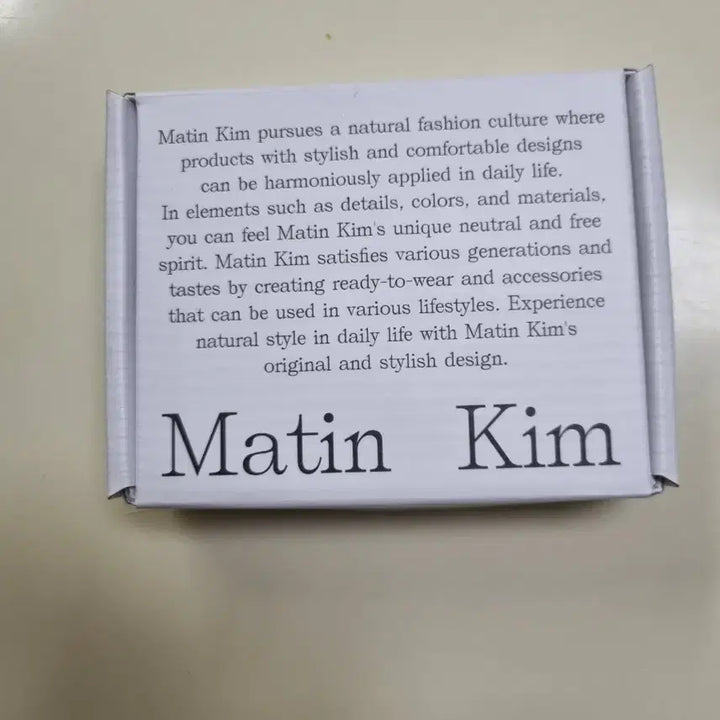 Matin Kim pursues a natural fashion culture where
products with stylish and comfortable designs
can be harmoniously applied in daily life.
In elements such as details, colors, and materials,
you can feel Matin Kim's unique neutral and free
spirit. Matin Kim satisfies various generations and
tastes by creating ready-to-wear and accessories
that can be used in various lifestyles. Experience
natural style in daily life with Matin Kim's
original and stylish design.
Matin Kim